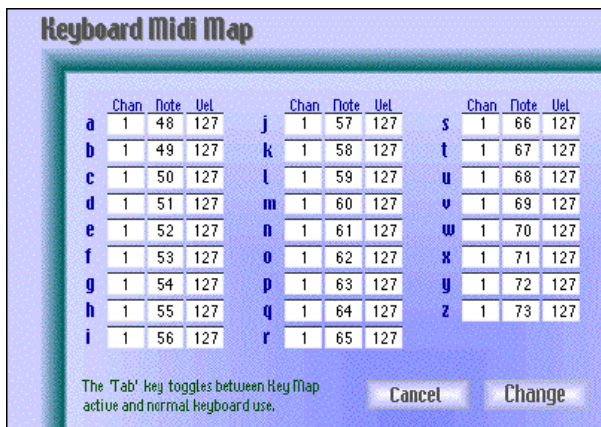 Keyboard Midi Map
Chan Note Vel Chan Note Vel Chan Note Vel
a 1 48 127 j 1 57 127 s 1 66 127
b 1 49 127 k 1 58 127 t 1 67 127
c 1 50 127 l 1 59 127 u 1 68 127
d 1 51 127 m 1 60 127 v 1 69 127
e 1 52 127 n 1 61 127 w 1 70 127
f 1 53 127 o 1 62 127 x 1 71 127
g 1 54 127 p 1 63 127 y 1 72 127
h 1 55 127 q 1 64 127 z 1 73 127
i 1 56 127 r 1 65 127
The 'Tab' key toggles between Key Map
active and normal keyboard use.
Cancel Change